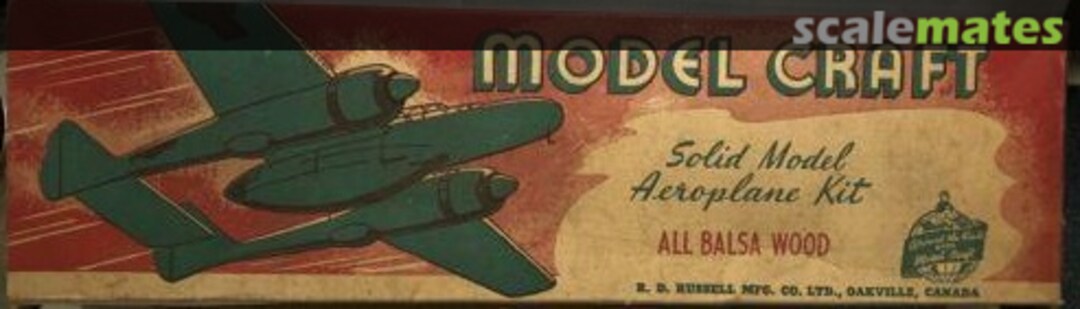 scalemates
MODEL CRAFT
Solid Model
Aeroplane Kit
ALL BALSA WOOD
R. D. RUSSELL MFG. CO. LTD., OAKVILLE, CANADA